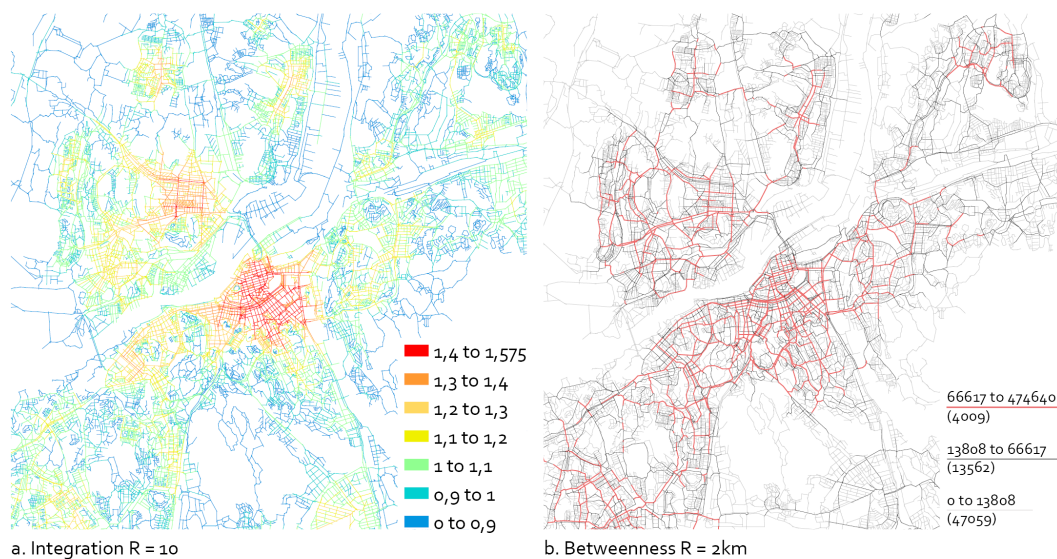 1,4 to 1,575
1,3 to 1,4
1,2 to 1,3
1,1 to 1,2
1 to 1,1
0,9 to 1
0 to 0,9
a. Integration R = 10
66617 to 474640
(4009)
13808 to 66617
(13562)
0 to 13808
(47059)
b. Betweenness R = 2km